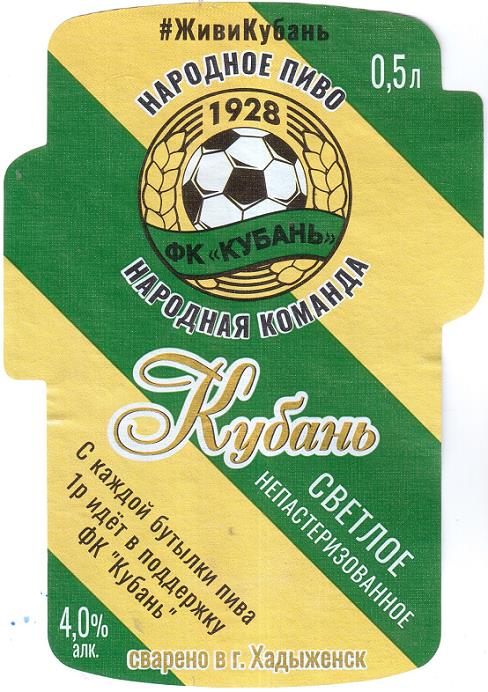 #ЖивиКубань
НАРОДНОЕ ПИВО
0,5л
1928
ФК «КУБАНЬ»
НАРОДНАЯ КОМАНДА
Кубань
СВЕТЛОЕ
НЕПАСТЕРИЗОВАННОЕ
С каждой бутылки пива
1р идёт в поддержку
ФК "Кубань"
4,0%
алк.
сварено в г. Хадыженск